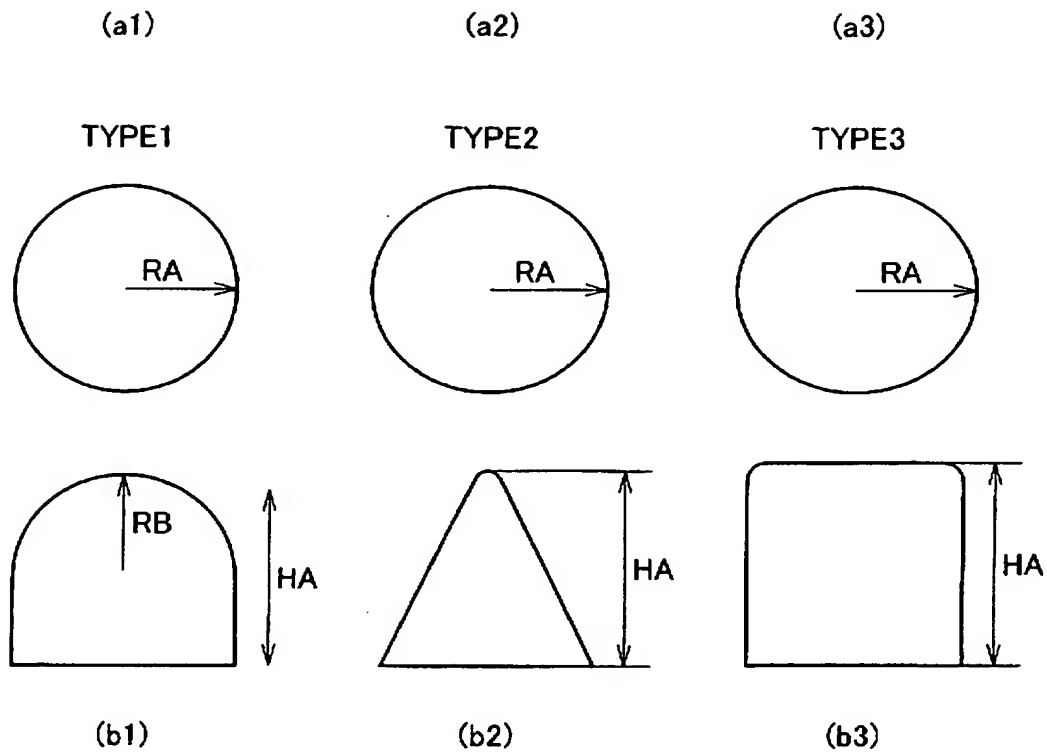 (a1) (a2) (a3)
TYPE1 TYPE2 TYPE3
RA RA RA
RB HA HA HA
(b1) (b2) (b3)